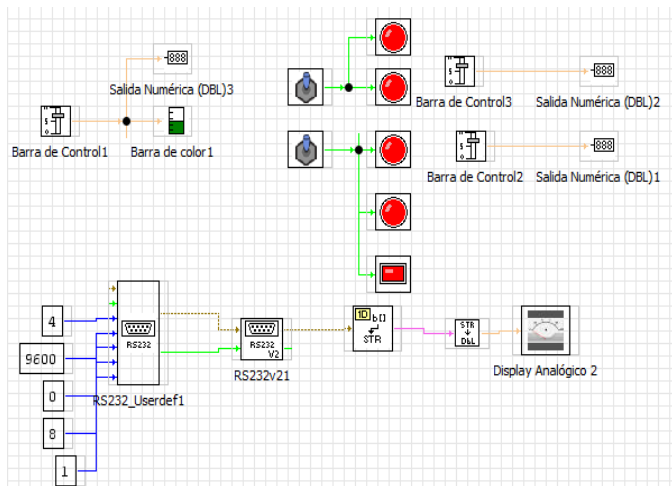 -888
Salida Numérica (DBL)3
Barra de Control1
Barra de color1
Barra de Control3
-888
Salida Numérica (DBL)2
Barra de Control2
-888
Salida Numérica (DBL)1
4
9600
0
8
1
RS232
RS232_Userdef1
RS232
V2
RS232v21
1D b[]
STR
STR
DBL
Display Analógico 2